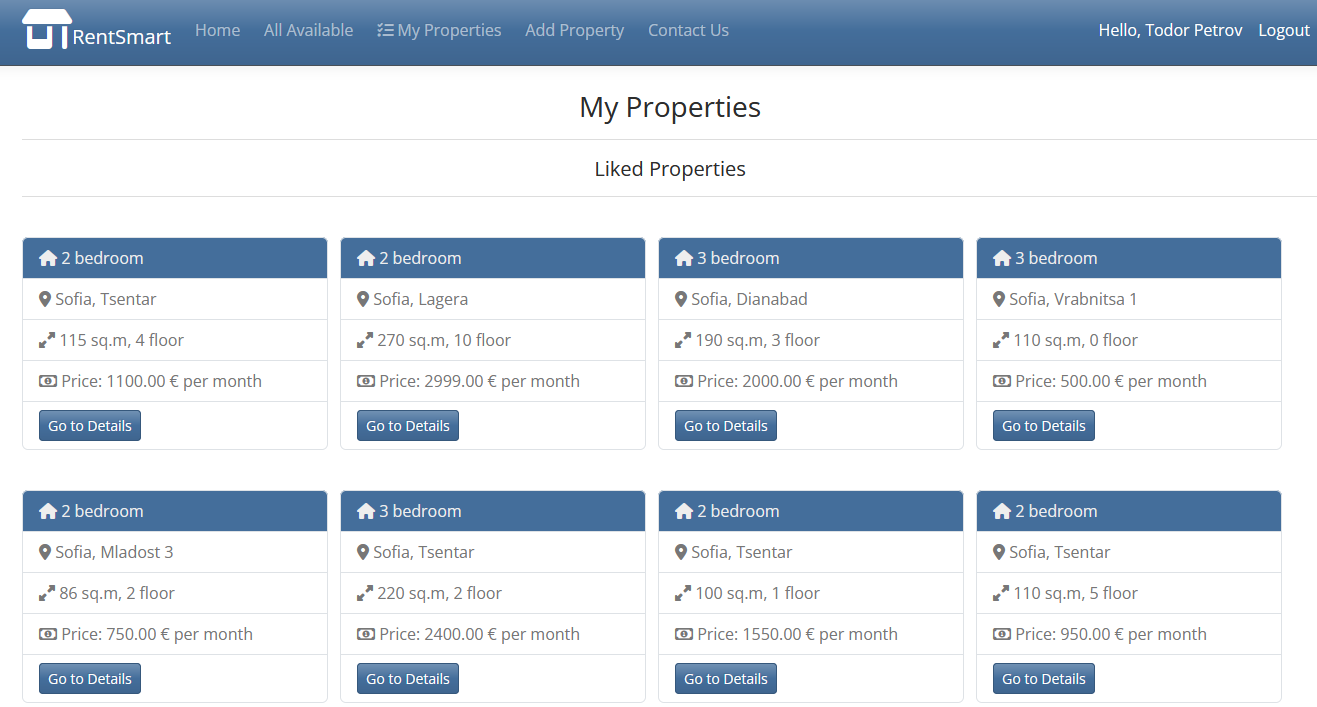 RentSmart Home All Available My Properties Add Property Contact Us Hello, Todor Petrov Logout
My Properties
Liked Properties
2 bedroom
Sofia, Tsentar
115 sq.m, 4 floor
Price: 1100.00 € per month
Go to Details
2 bedroom
Sofia, Lagera
270 sq.m, 10 floor
Price: 2999.00 € per month
Go to Details
3 bedroom
Sofia, Dianabad
190 sq.m, 3 floor
Price: 2000.00 € per month
Go to Details
3 bedroom
Sofia, Vrabnitsa 1
110 sq.m, 0 floor
Price: 500.00 € per month
Go to Details
2 bedroom
Sofia, Mladost 3
86 sq.m, 2 floor
Price: 750.00 € per month
Go to Details
3 bedroom
Sofia, Tsentar
220 sq.m, 2 floor
Price: 2400.00 € per month
Go to Details
2 bedroom
Sofia, Tsentar
100 sq.m, 1 floor
Price: 1550.00 € per month
Go to Details
2 bedroom
Sofia, Tsentar
110 sq.m, 5 floor
Price: 950.00 € per month
Go to Details